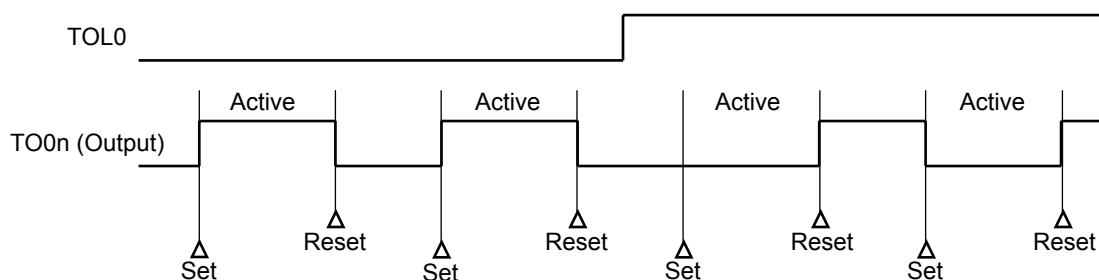 TOL0
Active
Active
Active
Active
TO0n (Output)
Reset
Reset
Reset
Reset
Set
Set
Set
Set